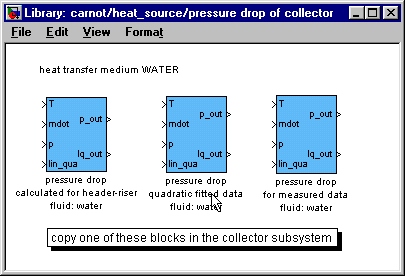 Library: carnot/heat_source/pressure drop of collector
File Edit View Format
heat transfer medium WATER
T
mdot
p
lin_qua
p_out
lq_out
T
mdot
p
lin_qua
p_out
lq_out
T
mdot
p
lin_qua
p_out
lq_out
pressure drop
calculated for header-riser
fluid: water
pressure drop
quadratic fitted data
fluid: water
pressure drop
for measured data
fluid: water
copy one of these blocks in the collector subsystem